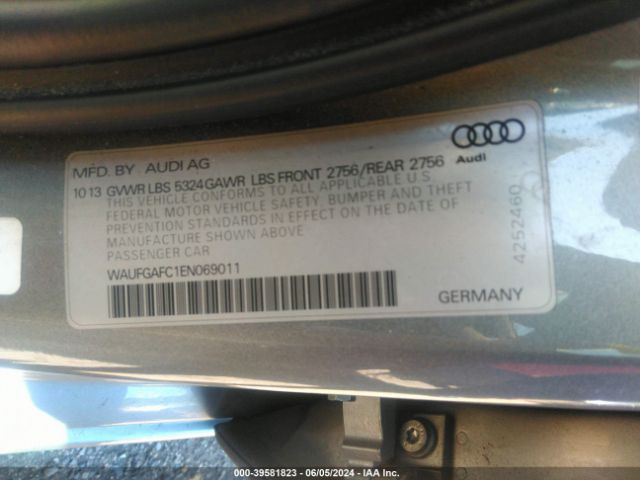 MFD. BY AUDI AG
10 13 GVWR LBS 5324 GAWR LBS FRONT 2756/REAR 2756
THIS VEHICLE CONFORMS TO ALL APPLICABLE U.S.
FEDERAL MOTOR VEHICLE SAFETY, BUMPER AND THEFT
PREVENTION STANDARDS IN EFFECT ON THE DATE OF
MANUFACTURE SHOWN ABOVE
PASSENGER CAR
WAUFGAFC1EN069011
Audi
4252460
GERMANY
000-39581823 - 06/05/2024 - IAA Inc.